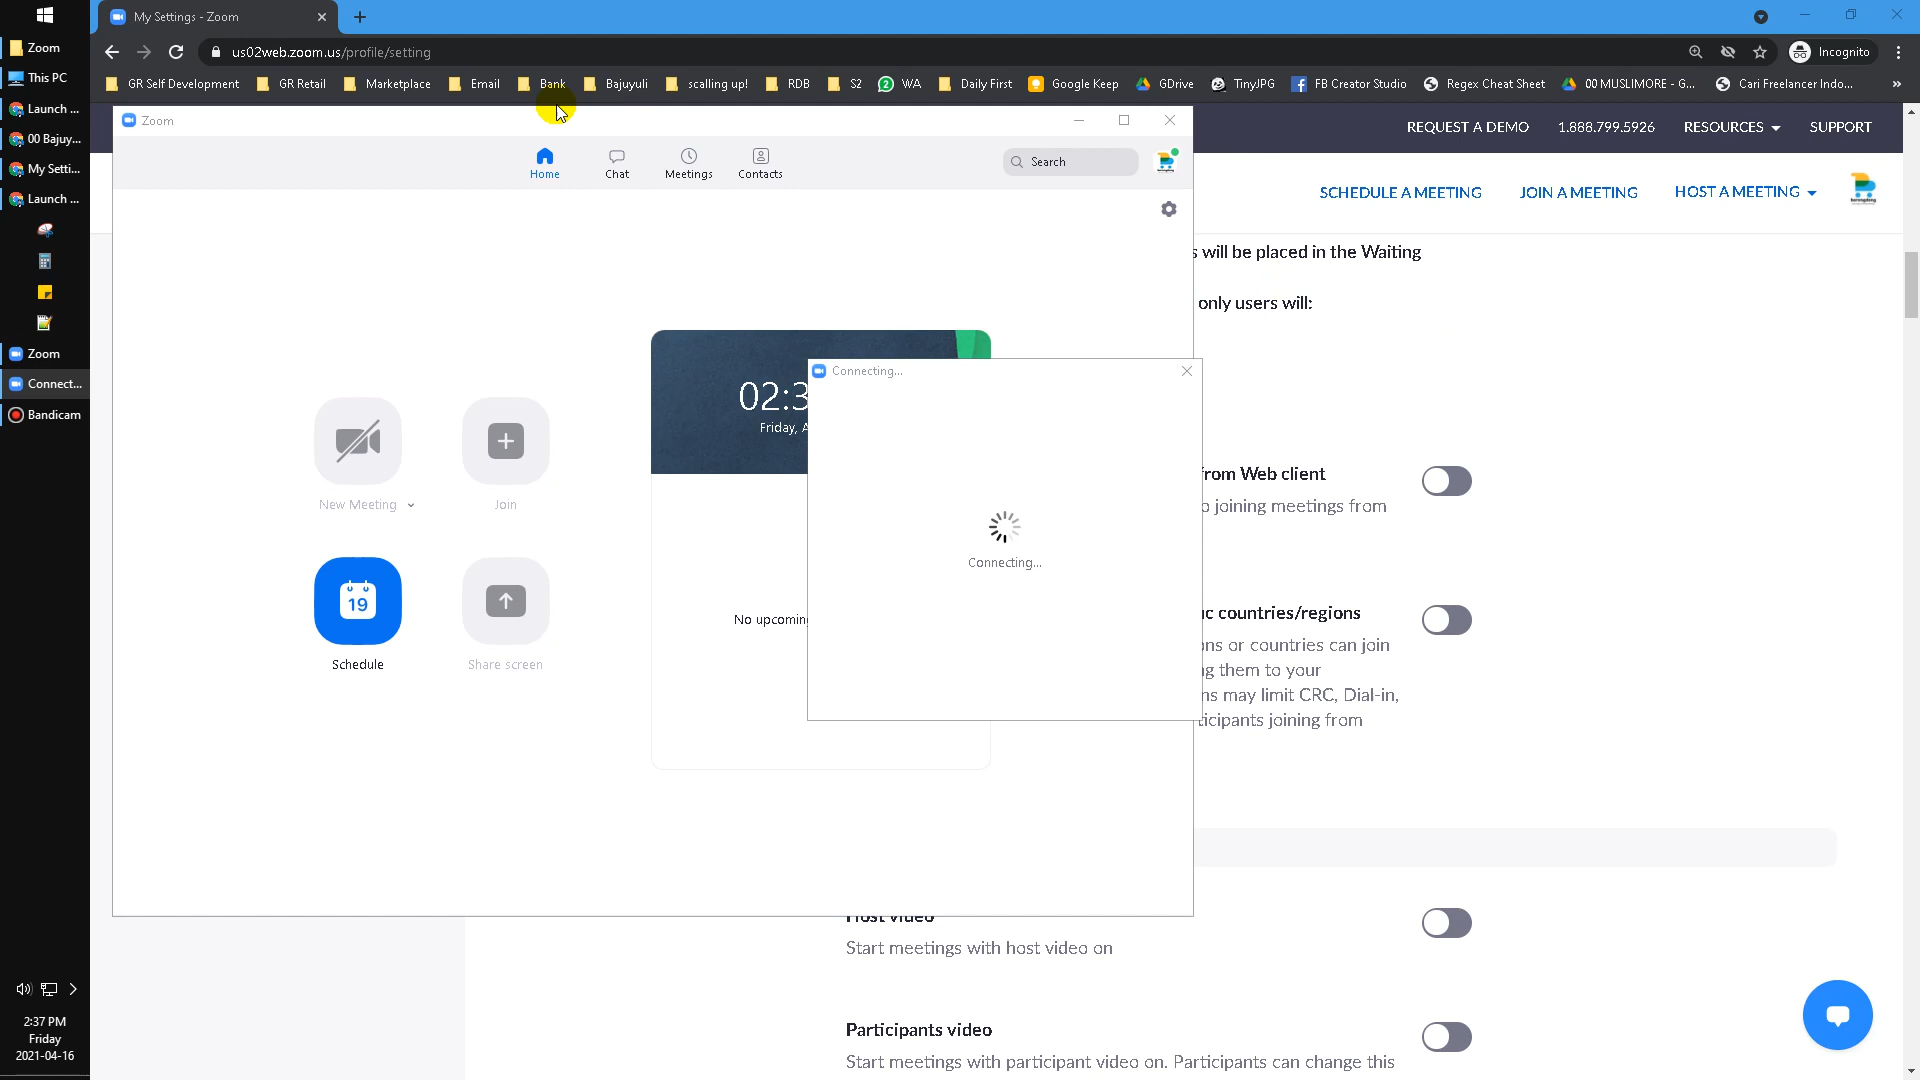 My Settings - Zoom
us02web.zoom.us/profile/setting
Incognito
GR Self Development
GR Retail
Marketplace
Email
Bank
Bajuyuli
scalling up!
RDB
S2
WA
Daily First
Google Keep
GDrive
TinyJPG
FB Creator Studio
Regex Cheat Sheet
00 MUSLIMORE - G...
Cari Freelancer Indo...
»
Zoom
This PC
Launch ...
00 Bajuy...
My Setti...
Launch ...
Zoom
Connect...
Bandicam
2:37 PM
Friday
2021-04-16
Zoom
Home
Chat
Meetings
Contacts
Search
New Meeting
Join
19
Schedule
Share screen
02:3
Friday, A
No upcomin
Connecting...
Connecting...
REQUEST A DEMO
1.888.799.5926
RESOURCES
SUPPORT
SCHEDULE A MEETING
JOIN A MEETING
HOST A MEETING
s will be placed in the Waiting
only users will:
from Web client
o joining meetings from
ic countries/regions
ons or countries can join
ng them to your
ns may limit CRC, Dial-in,
ticipants joining from
Host video
Start meetings with host video on
Participants video
Start meetings with participant video on. Participants can change this